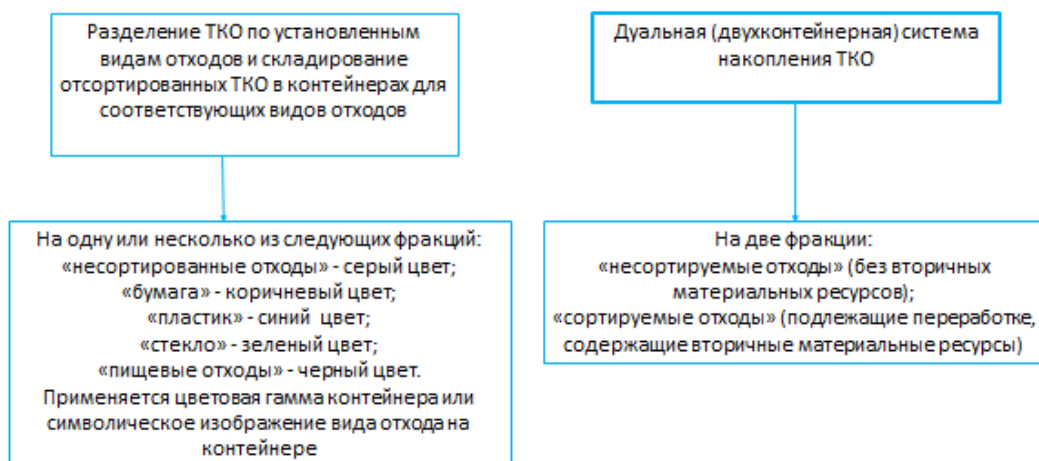 Разделение ТКО по установленным
видам отходов и складирование
отсортированных ТКО в контейнерах для
соответствующих видов отходов
Дуальная (двухконтейнерная) система
накопления ТКО
На одну или несколько из следующих фракций:
«несортированные отходы» - серый цвет;
«бумага» - коричневый цвет;
«пластик» - синий цвет;
«стекло» - зеленый цвет;
«пищевые отходы» - черный цвет.
Применяется цветовая гамма контейнера или
символическое изображение вида отхода на
контейнере
На две фракции:
«несортируемые отходы» (без вторичных
материальных ресурсов);
«сортируемые отходы» (подлежащие переработке,
содержащие вторичные материальные ресурсы)